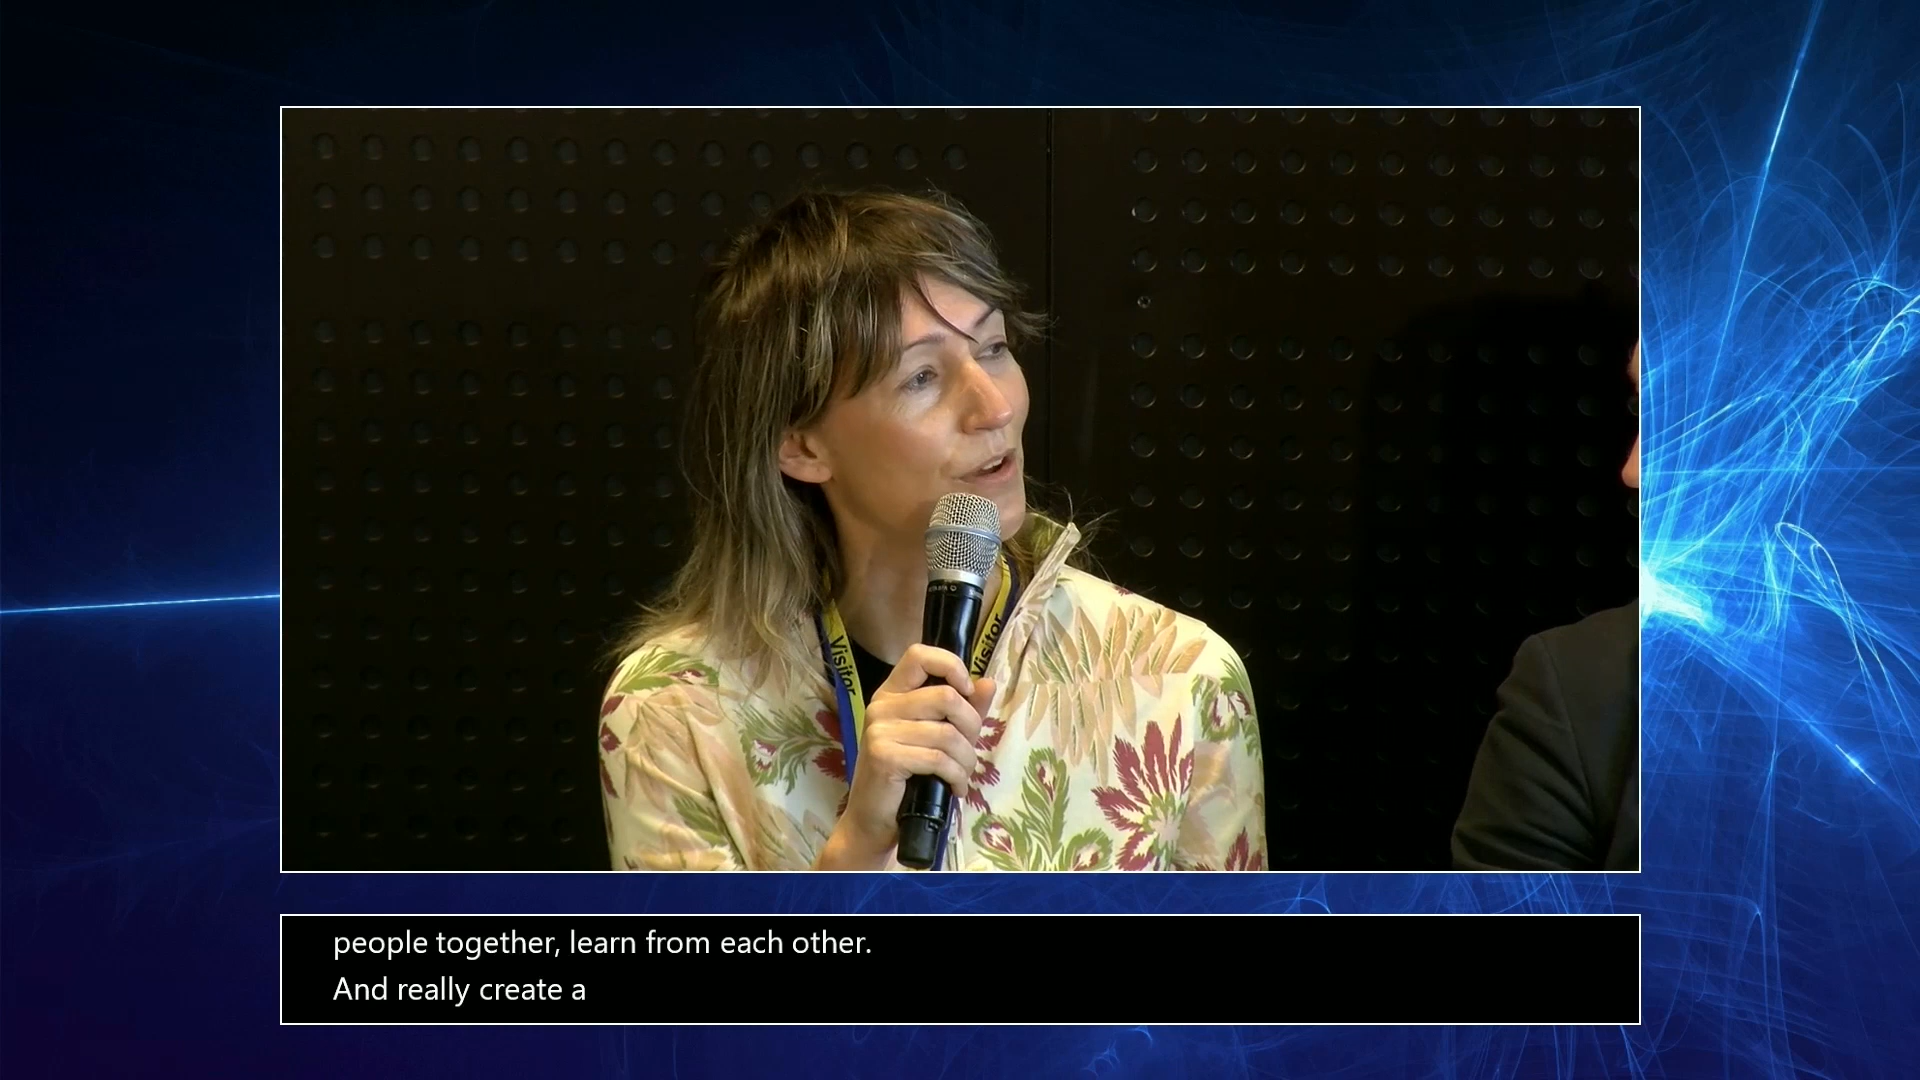 Visitor
Visitor
people together, learn from each other.
And really create a